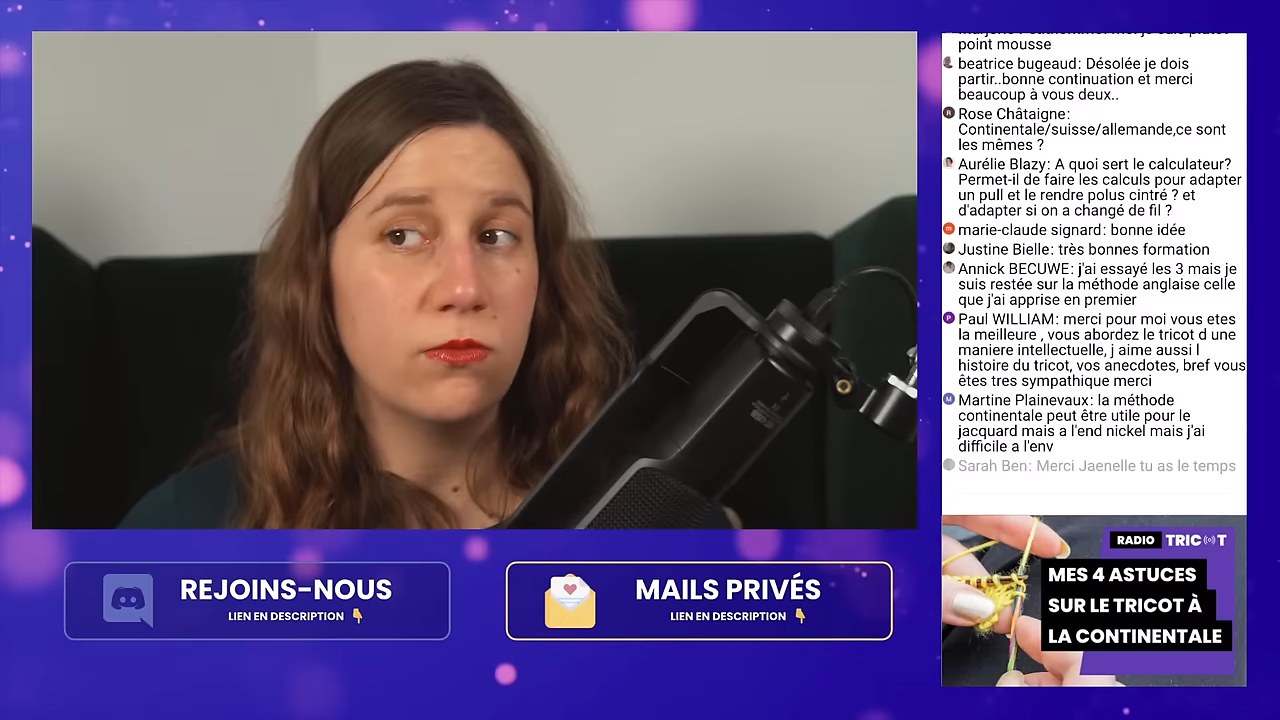 point mousse
beatrice bugeaud: Désolée je dois
partir..bonne continuation et merci
beaucoup à vous deux..
R Rose Châtaigne:
Continentale/suisse/allemande,ce sont
les mêmes ?
Aurélie Blazy: A quoi sert le calculateur?
Permet-il de faire les calculs pour adapter
un pull et le rendre polus cintré ? et
d'adapter si on a changé de fil ?
m marie-claude signard: bonne idée
Justine Bielle: très bonnes formation
Annick BECUWE: j'ai essayé les 3 mais je
suis restée sur la méthode anglaise celle
que j'ai apprise en premier
P Paul WILLIAM: merci pour moi vous etes
la meilleure , vous abordez le tricot d une
maniere intellectuelle, j aime aussi l
histoire du tricot, vos anecdotes, bref vous
êtes tres sympathique merci
M Martine Plainevaux: la méthode
continentale peut être utile pour le
jacquard mais a l'end nickel mais j'ai
difficile a l'env
Sarah Ben: Merci Jaenelle tu as le temps
RADIO TRICOT
MES 4 ASTUCES
SUR LE TRICOT À
LA CONTINENTALE
REJOINS-NOUS
LIEN EN DESCRIPTION
MAILS PRIVÉS
LIEN EN DESCRIPTION